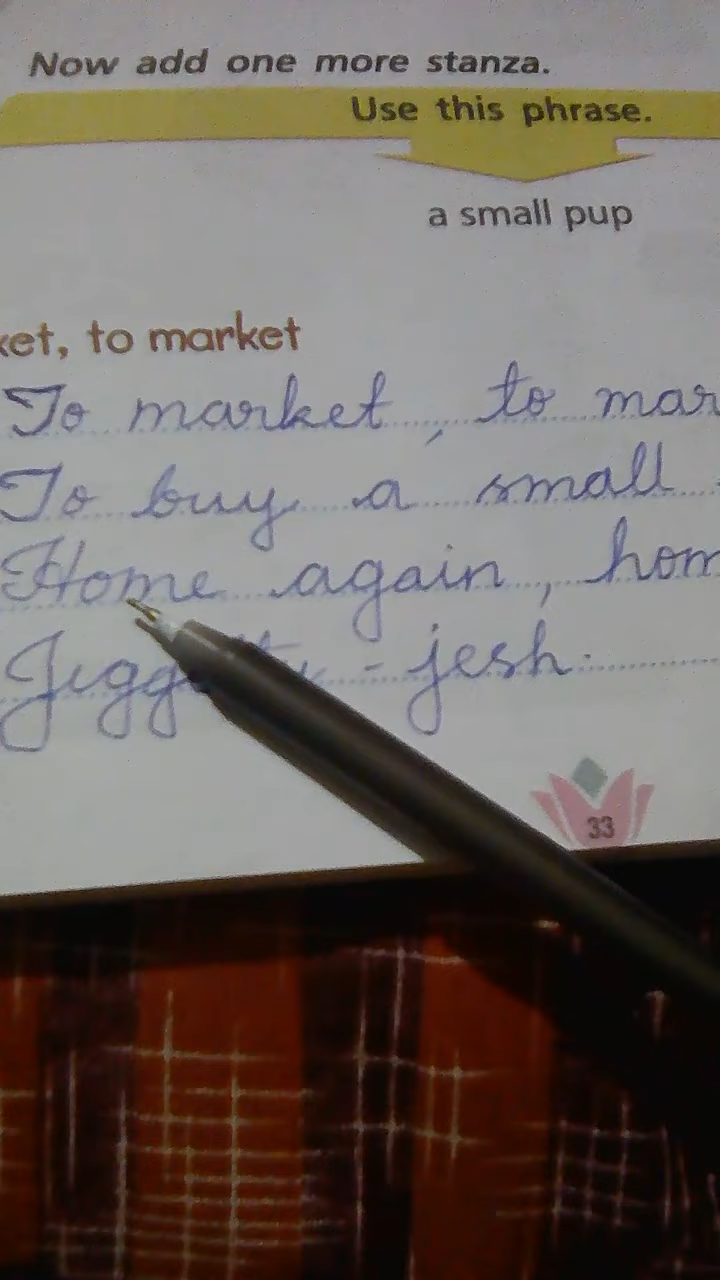 Now add one more stanza.
Use this phrase.
a small pup
ket, to market
To market, to mar
To buy a small
Home again, hom
- jesh.
33